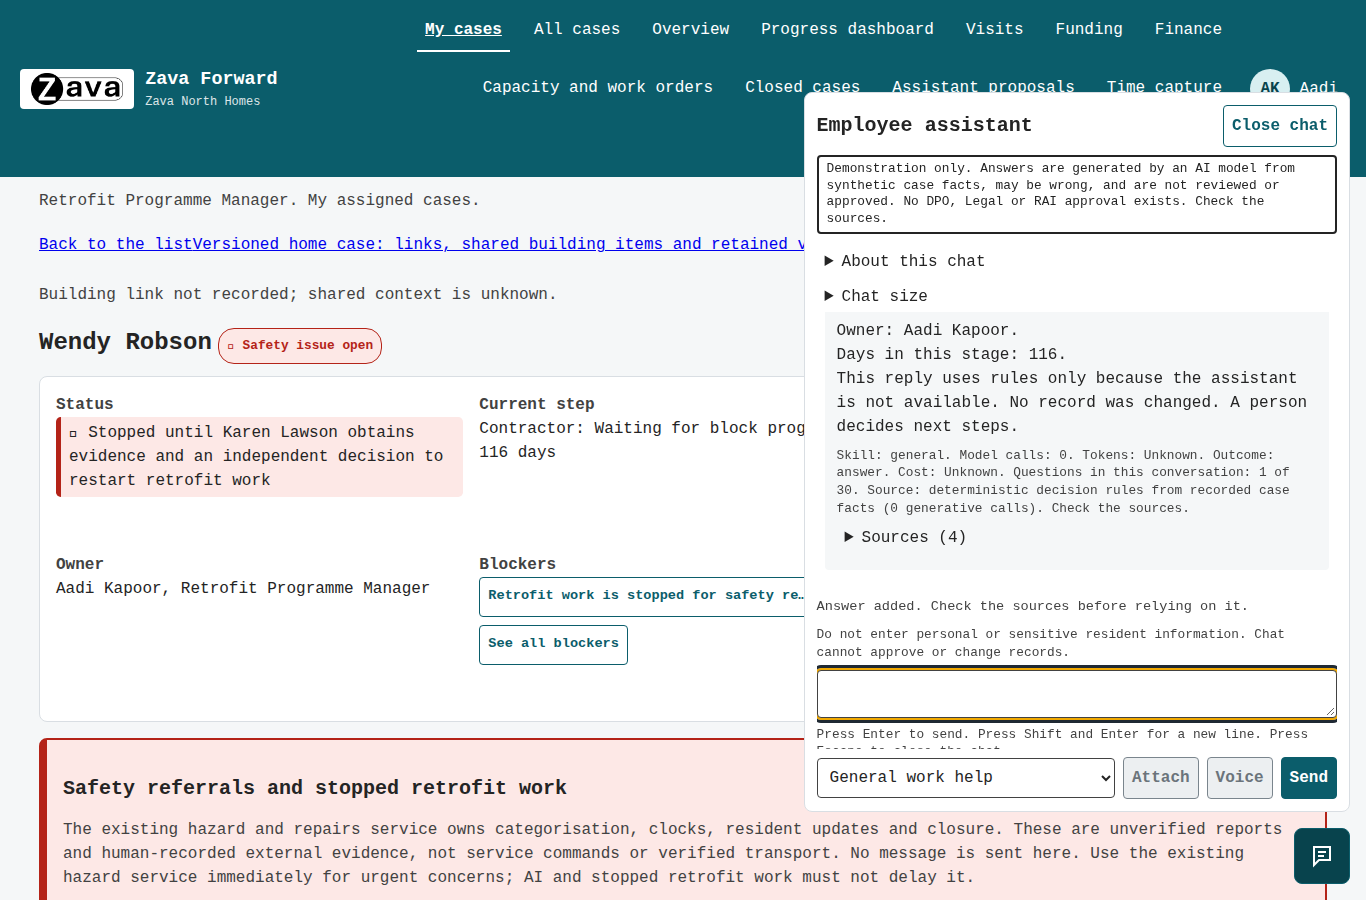 My cases All cases Overview Progress dashboard Visits Funding Finance
Zava
Zava Forward
Zava North Homes
Capacity and work orders Closed cases Assistant proposals Time capture AK Aadi
Retrofit Programme Manager. My assigned cases.
Back to the listVersioned home case: links, shared building items and retained v
Building link not recorded; shared context is unknown.
Wendy Robson Safety issue open
Status
Stopped until Karen Lawson obtains
evidence and an independent decision to
restart retrofit work
Current step
Contractor: Waiting for block prog
116 days
Owner
Aadi Kapoor, Retrofit Programme Manager
Blockers
Retrofit work is stopped for safety re…
See all blockers
Safety referrals and stopped retrofit work
The existing hazard and repairs service owns categorisation, clocks, resident updates and closure. These are unverified reports
and human-recorded external evidence, not service commands or verified transport. No message is sent here. Use the existing
hazard service immediately for urgent concerns; AI and stopped retrofit work must not delay it.
Employee assistant
Close chat
Demonstration only. Answers are generated by an AI model from
synthetic case facts, may be wrong, and are not reviewed or
approved. No DPO, Legal or RAI approval exists. Check the
sources.
About this chat
Chat size
Owner: Aadi Kapoor.
Days in this stage: 116.
This reply uses rules only because the assistant
is not available. No record was changed. A person
decides next steps.
Skill: general. Model calls: 0. Tokens: Unknown. Outcome:
answer. Cost: Unknown. Questions in this conversation: 1 of
30. Source: deterministic decision rules from recorded case
facts (0 generative calls). Check the sources.
Sources (4)
Answer added. Check the sources before relying on it.
Do not enter personal or sensitive resident information. Chat
cannot approve or change records.
Press Enter to send. Press Shift and Enter for a new line. Press
Escape to close the chat.
General work help Attach Voice Send